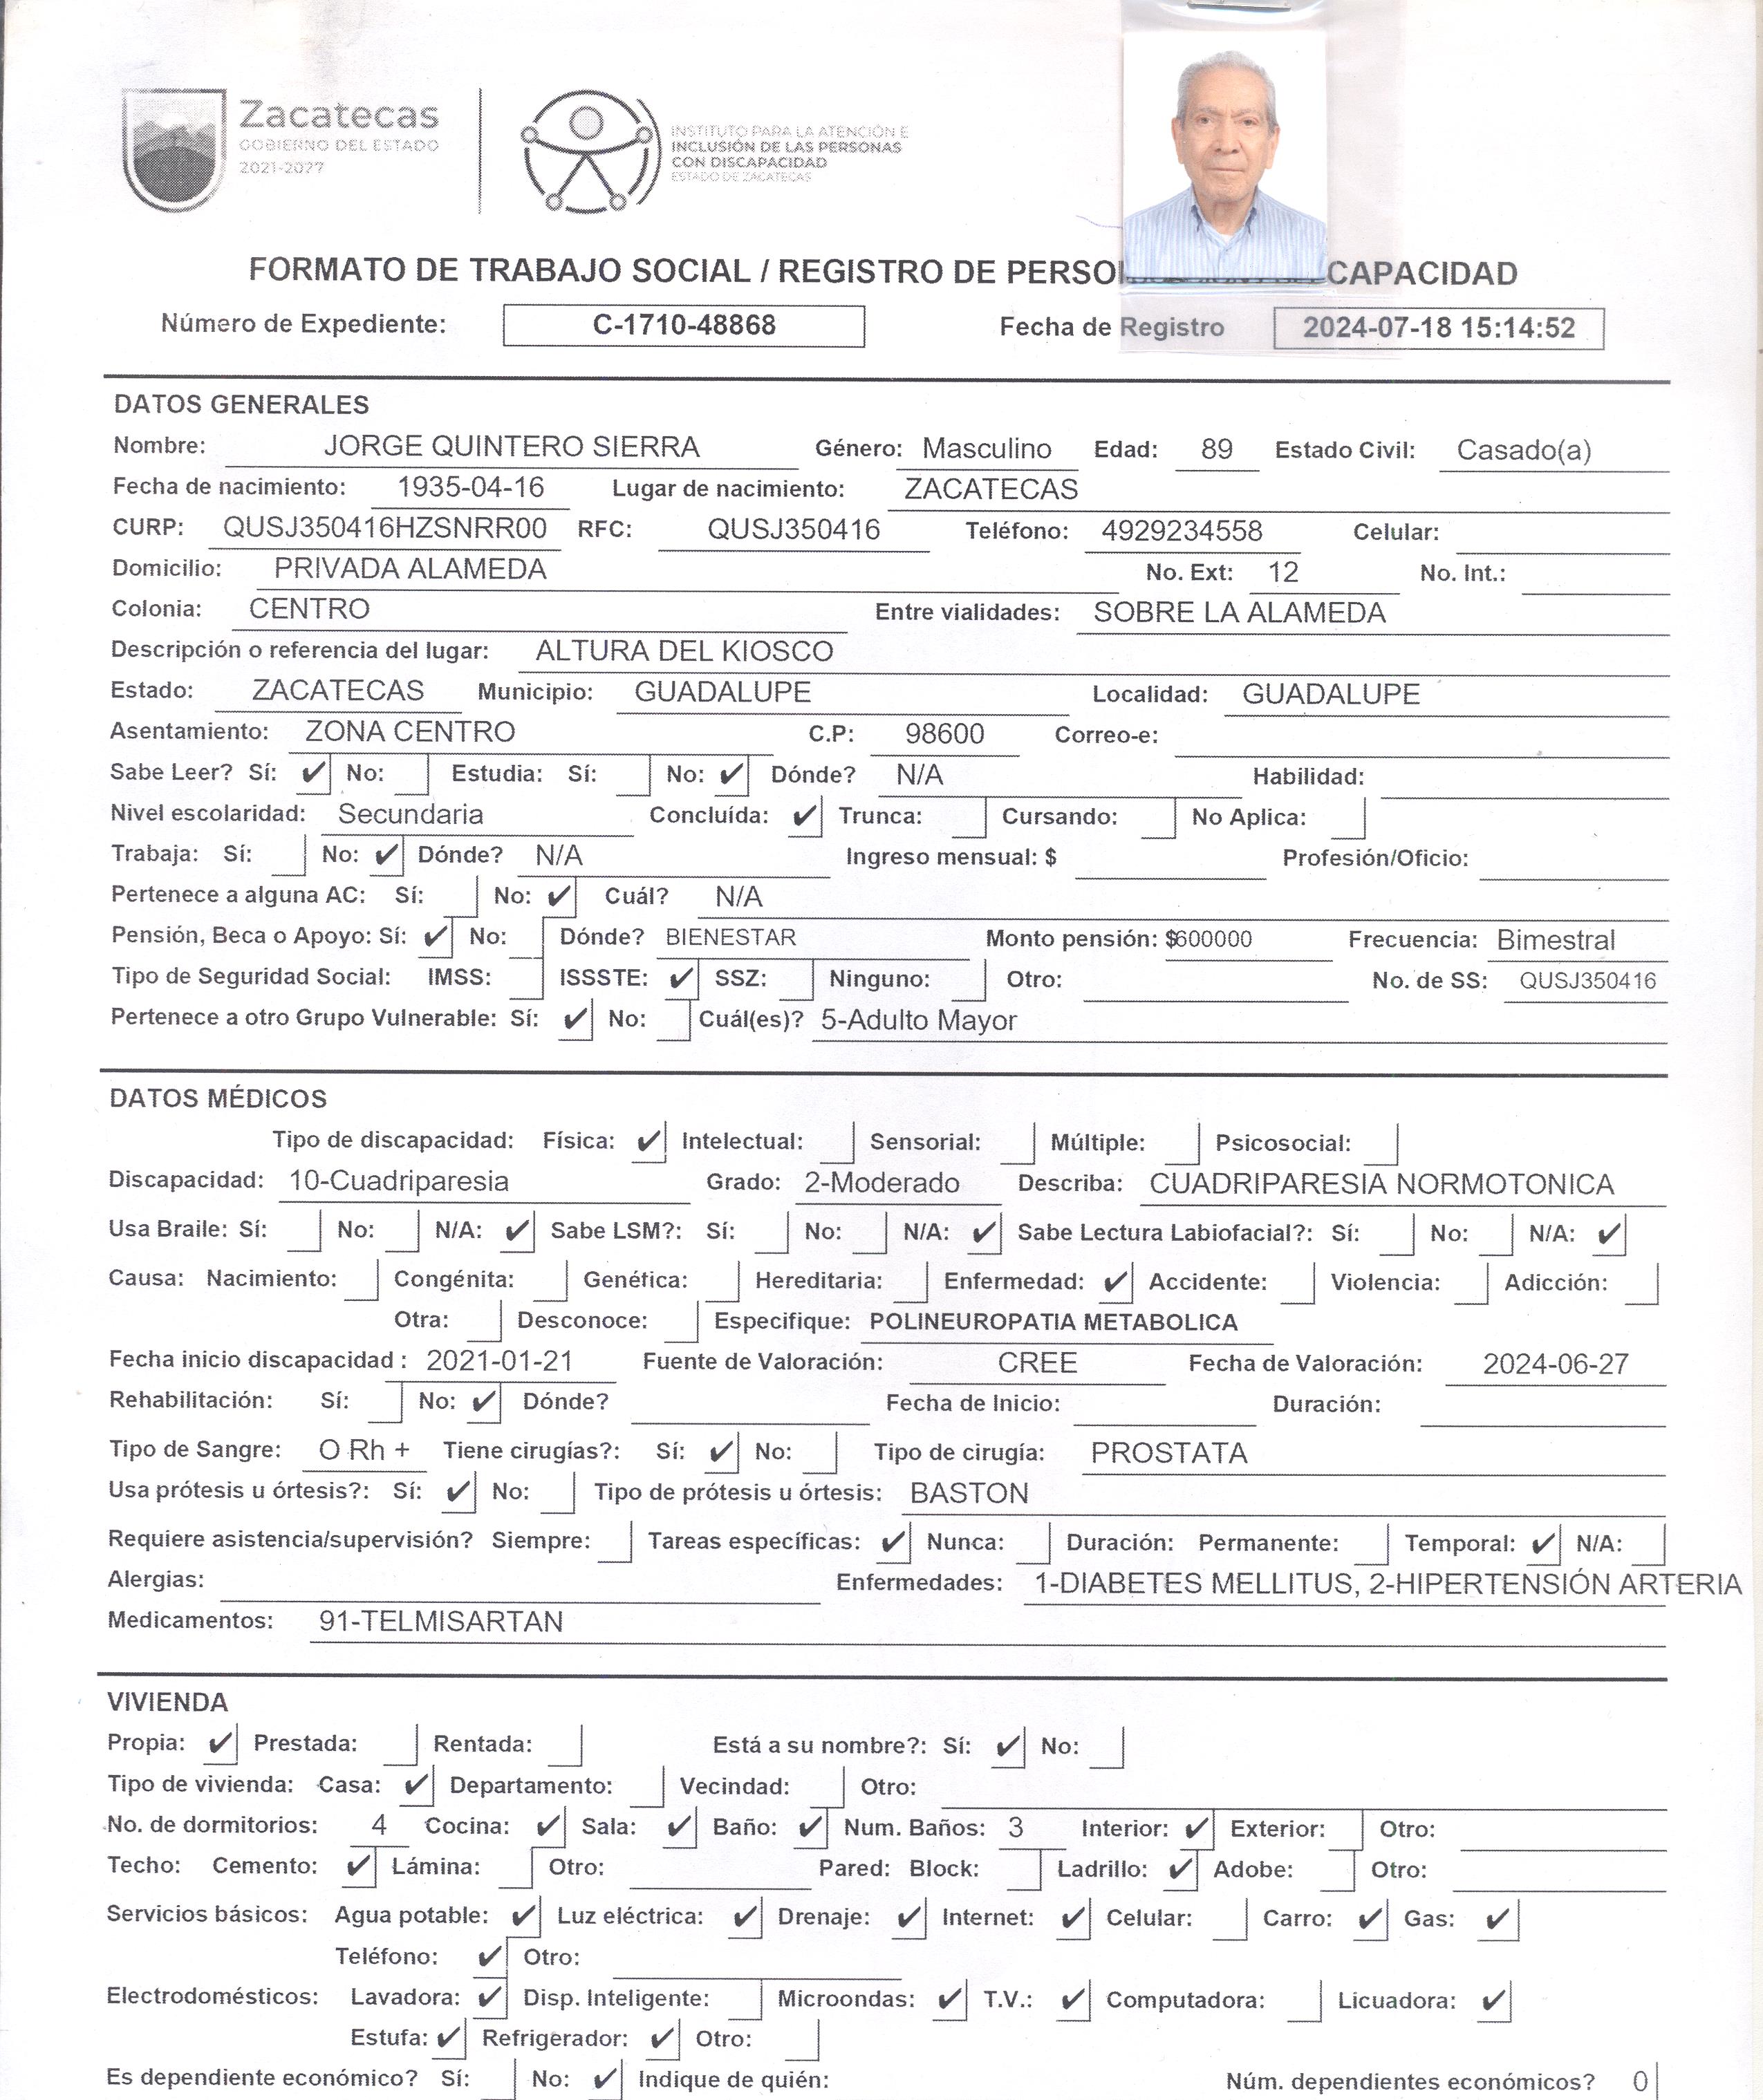 Zacatecas
GOBIERNO DEL ESTADO
2021-2027
INSTITUTO PARA LA ATENCIÓN E
INCLUSIÓN DE LAS PERSONAS
CON DISCAPACIDAD
ESTADO DE ZACATECAS
FORMATO DE TRABAJO SOCIAL / REGISTRO DE PERSO CAPACIDAD
Número de Expediente: C-1710-48868 Fecha de Registro 2024-07-18 15:14:52
DATOS GENERALES
Nombre: JORGE QUINTERO SIERRA Género: Masculino Edad: 89 Estado Civil: Casado(a)
Fecha de nacimiento: 1935-04-16 Lugar de nacimiento: ZACATECAS
CURP: QUSJ350416HZSNRR00 RFC: QUSJ350416 Teléfono: 4929234558 Celular:
Domicilio: PRIVADA ALAMEDA No. Ext: 12 No. Int.:
Colonia: CENTRO Entre vialidades: SOBRE LA ALAMEDA
Descripción o referencia del lugar: ALTURA DEL KIOSCO
Estado: ZACATECAS Municipio: GUADALUPE Localidad: GUADALUPE
Asentamiento: ZONA CENTRO C.P: 98600 Correo-e:
Sabe Leer? Sí: ✔ No: Estudia: Sí: No: ✔ Dónde? N/A Habilidad:
Nivel escolaridad: Secundaria Concluída: ✔ Trunca: Cursando: No Aplica:
Trabaja: Sí: No: ✔ Dónde? N/A Ingreso mensual: $ Profesión/Oficio:
Pertenece a alguna AC: Sí: No: ✔ Cuál? N/A
Pensión, Beca o Apoyo: Sí: ✔ No: Dónde? BIENESTAR Monto pensión: $600000 Frecuencia: Bimestral
Tipo de Seguridad Social: IMSS: ISSSTE: ✔ SSZ: Ninguno: Otro: No. de SS: QUSJ350416
Pertenece a otro Grupo Vulnerable: Sí: ✔ No: Cuál(es)? 5-Adulto Mayor
DATOS MÉDICOS
Tipo de discapacidad: Física: ✔ Intelectual: Sensorial: Múltiple: Psicosocial:
Discapacidad: 10-Cuadriparesia Grado: 2-Moderado Describa: CUADRIPARESIA NORMOTONICA
Usa Braile: Sí: No: N/A: ✔ Sabe LSM?: Sí: No: N/A: ✔ Sabe Lectura Labiofacial?: Sí: No: N/A: ✔
Causa: Nacimiento: Congénita: Genética: Hereditaria: Enfermedad: ✔ Accidente: Violencia: Adicción:
Otra: Desconoce: Especifique: POLINEUROPATIA METABOLICA
Fecha inicio discapacidad : 2021-01-21 Fuente de Valoración: CREE Fecha de Valoración: 2024-06-27
Rehabilitación: Sí: No: ✔ Dónde? Fecha de Inicio: Duración:
Tipo de Sangre: O Rh + Tiene cirugías?: Sí: ✔ No: Tipo de cirugía: PROSTATA
Usa prótesis u órtesis?: Sí: ✔ No: Tipo de prótesis u órtesis: BASTON
Requiere asistencia/supervisión? Siempre: Tareas específicas: ✔ Nunca: Duración: Permanente: Temporal: ✔ N/A:
Alergias: Enfermedades: 1-DIABETES MELLITUS, 2-HIPERTENSIÓN ARTERIA
Medicamentos: 91-TELMISARTAN
VIVIENDA
Propia: ✔ Prestada: Rentada: Está a su nombre?: Sí: ✔ No:
Tipo de vivienda: Casa: ✔ Departamento: Vecindad: Otro:
No. de dormitorios: 4 Cocina: ✔ Sala: ✔ Baño: ✔ Num. Baños: 3 Interior: ✔ Exterior: Otro:
Techo: Cemento: ✔ Lámina: Otro: Pared: Block: Ladrillo: ✔ Adobe: Otro:
Servicios básicos: Agua potable: ✔ Luz eléctrica: ✔ Drenaje: ✔ Internet: ✔ Celular: Carro: ✔ Gas: ✔
Teléfono: ✔ Otro:
Electrodomésticos: Lavadora: ✔ Disp. Inteligente: Microondas: ✔ T.V.: ✔ Computadora: Licuadora: ✔
Estufa: ✔ Refrigerador: ✔ Otro:
Es dependiente económico? Sí: No: ✔ Indique de quién: Núm. dependientes económicos? 0